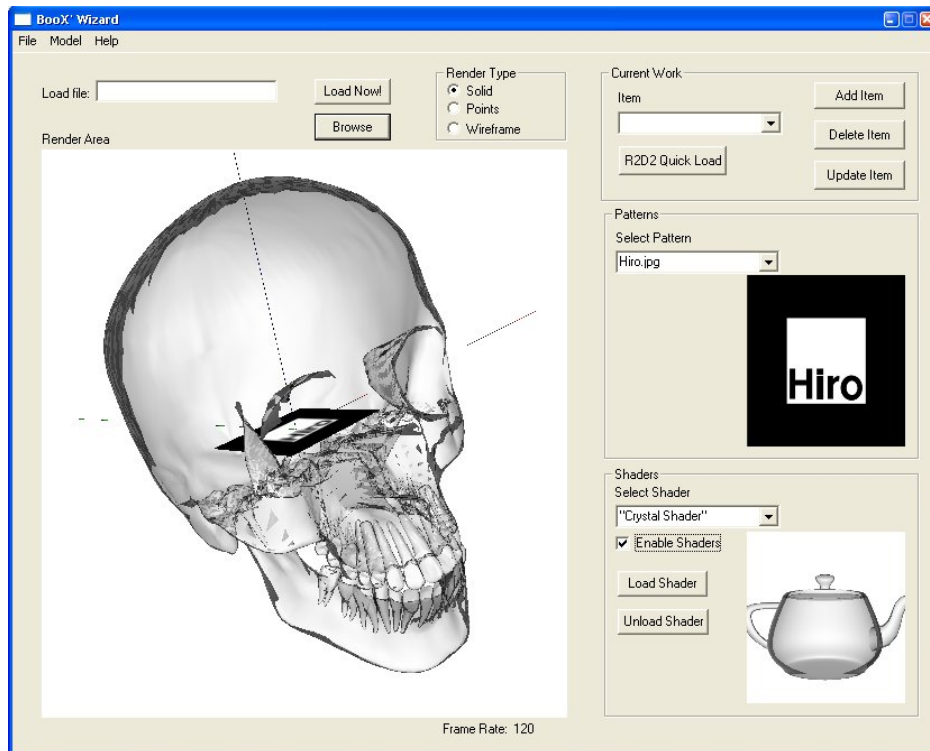 BooX' Wizard
File Model Help
Load file:
Load Now!
Browse
Render Type
Solid
Points
Wireframe
Render Area
Hiro
Frame Rate: 120
Current Work
Item
Add Item
Delete Item
R2D2 Quick Load
Update Item
Patterns
Select Pattern
Hiro.jpg
Hiro
Shaders
Select Shader
"Crystal Shader"
Enable Shaders
Load Shader
Unload Shader